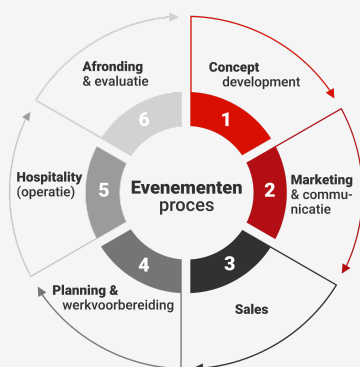 Concept
development
1
Marketing
& commu-
nicatie
2
Sales
3
Planning &
werkvoorbereiding
4
Hospitality
(operatie)
5
Afronding
& evaluatie
6
Evenementen
proces